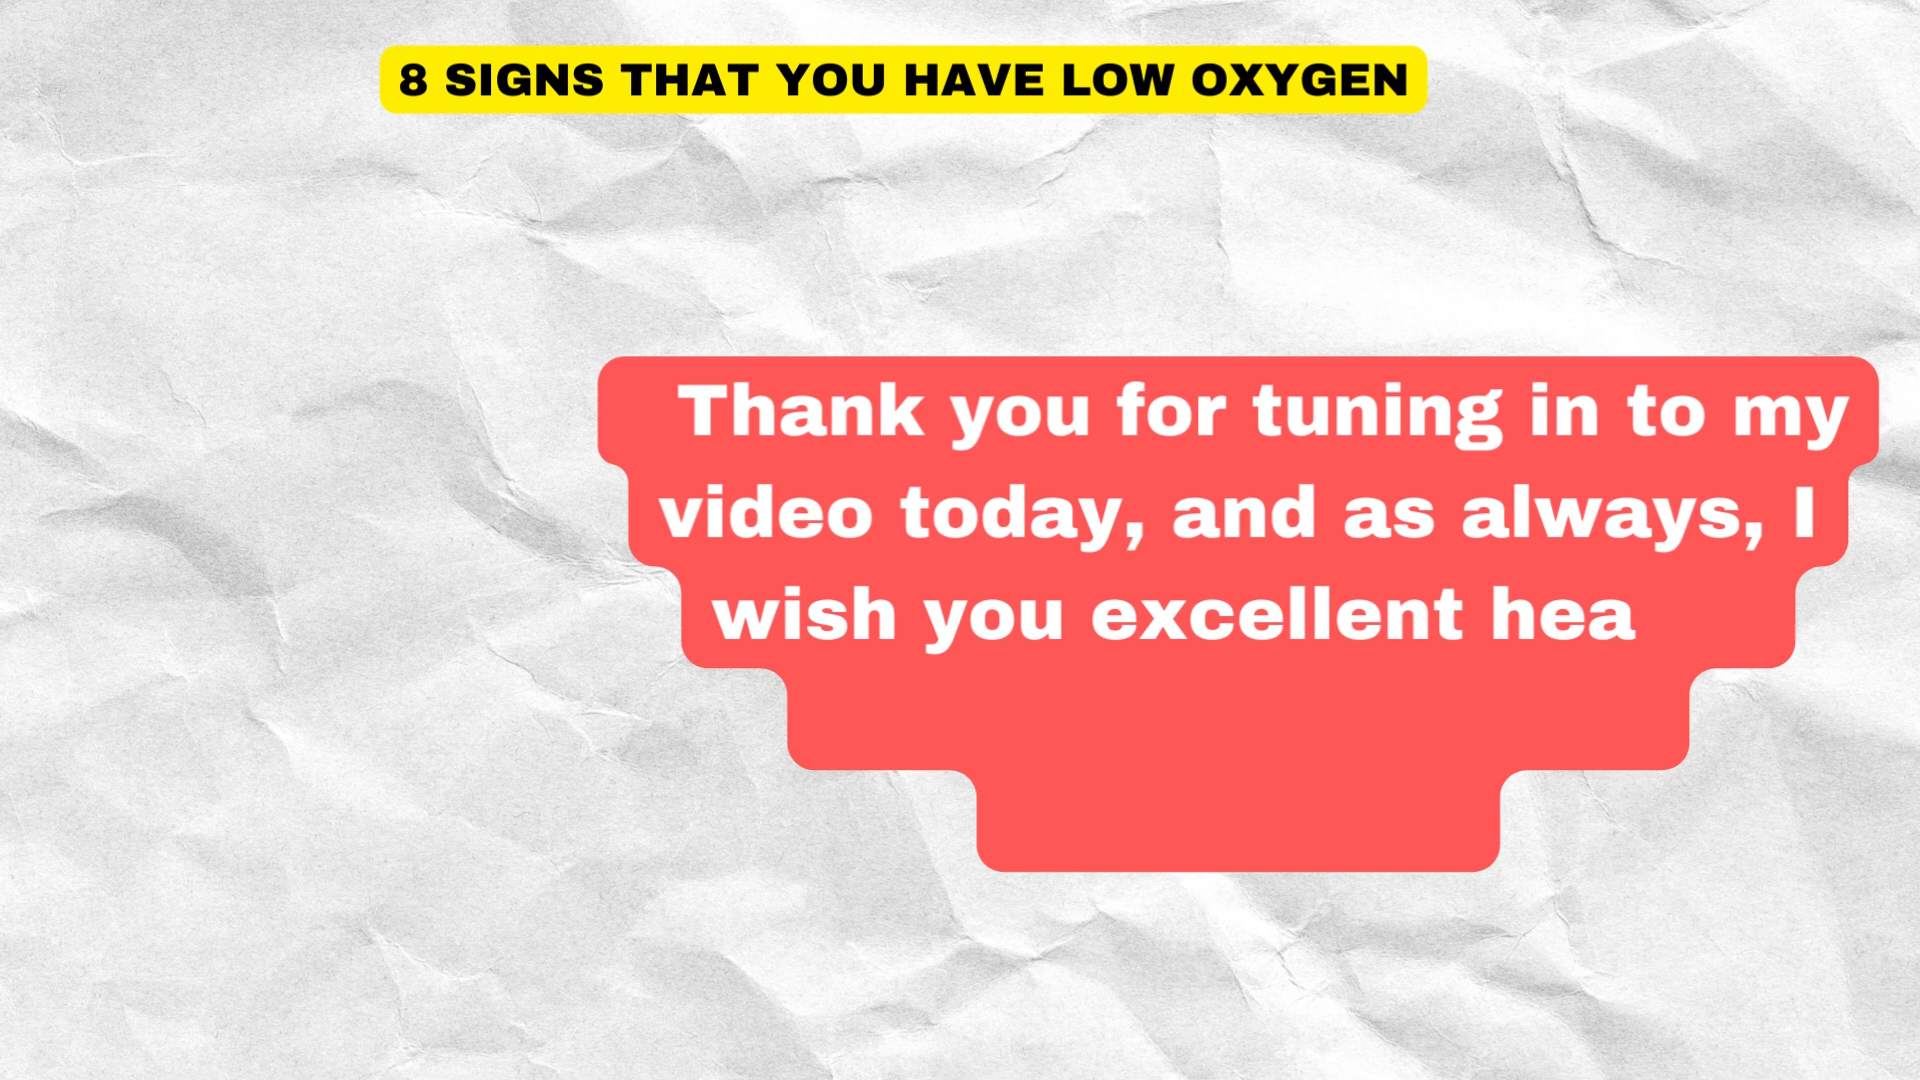 8 SIGNS THAT YOU HAVE LOW OXYGEN
Thank you for tuning in to my
video today, and as always, I
wish you excellent hea